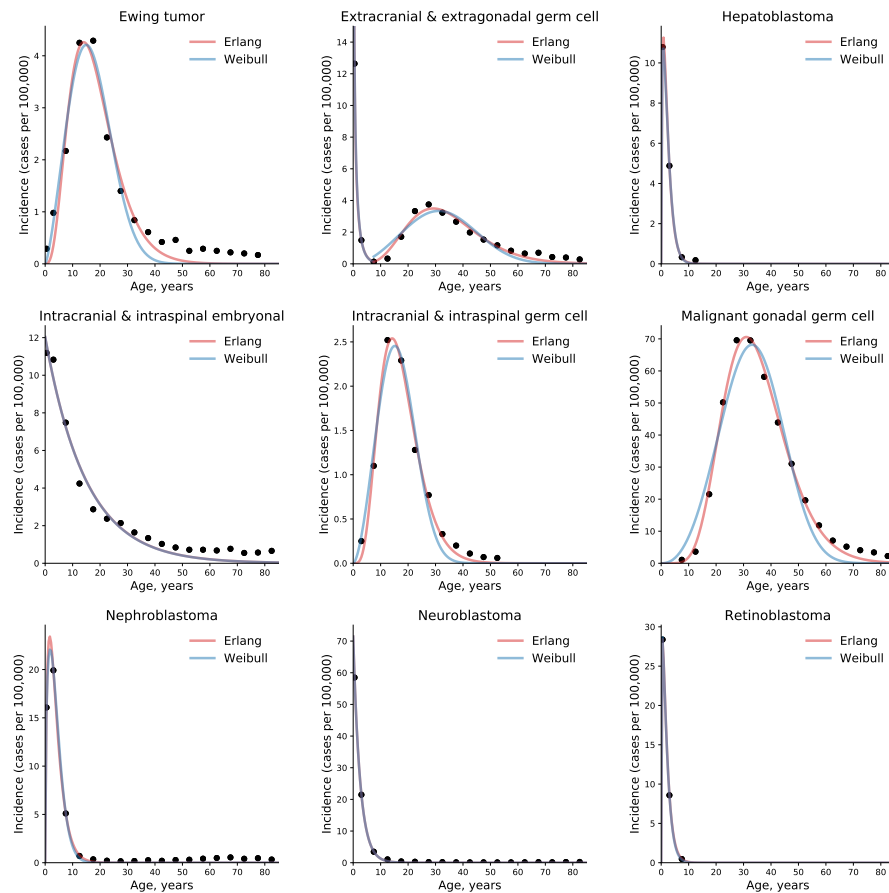 Ewing tumor
Incidence (cases per 100,000)
4
3
2
1
0
0 10 20 30 40 50 60 70 80
Age, years
Erlang
Weibull
Extracranial & extragonadal germ cell
Incidence (cases per 100,000)
14
12
10
8
6
4
2
0
0 10 20 30 40 50 60 70 80
Age, years
Erlang
Weibull
Hepatoblastoma
Incidence (cases per 100,000)
10
8
6
4
2
0
0 10 20 30 40 50 60 70 80
Age, years
Erlang
Weibull
Intracranial & intraspinal embryonal
Incidence (cases per 100,000)
12
10
8
6
4
2
0
0 10 20 30 40 50 60 70 80
Age, years
Erlang
Weibull
Intracranial & intraspinal germ cell
Incidence (cases per 100,000)
2.5
2.0
1.5
1.0
0.5
0.0
0 10 20 30 40 50 60 70 80
Age, years
Erlang
Weibull
Malignant gonadal germ cell
Incidence (cases per 100,000)
70
60
50
40
30
20
10
0
0 10 20 30 40 50 60 70 80
Age, years
Erlang
Weibull
Nephroblastoma
Incidence (cases per 100,000)
20
15
10
5
0
0 10 20 30 40 50 60 70 80
Age, years
Erlang
Weibull
Neuroblastoma
Incidence (cases per 100,000)
70
60
50
40
30
20
10
0
0 10 20 30 40 50 60 70 80
Age, years
Erlang
Weibull
Retinoblastoma
Incidence (cases per 100,000)
30
25
20
15
10
5
0
0 10 20 30 40 50 60 70 80
Age, years
Erlang
Weibull